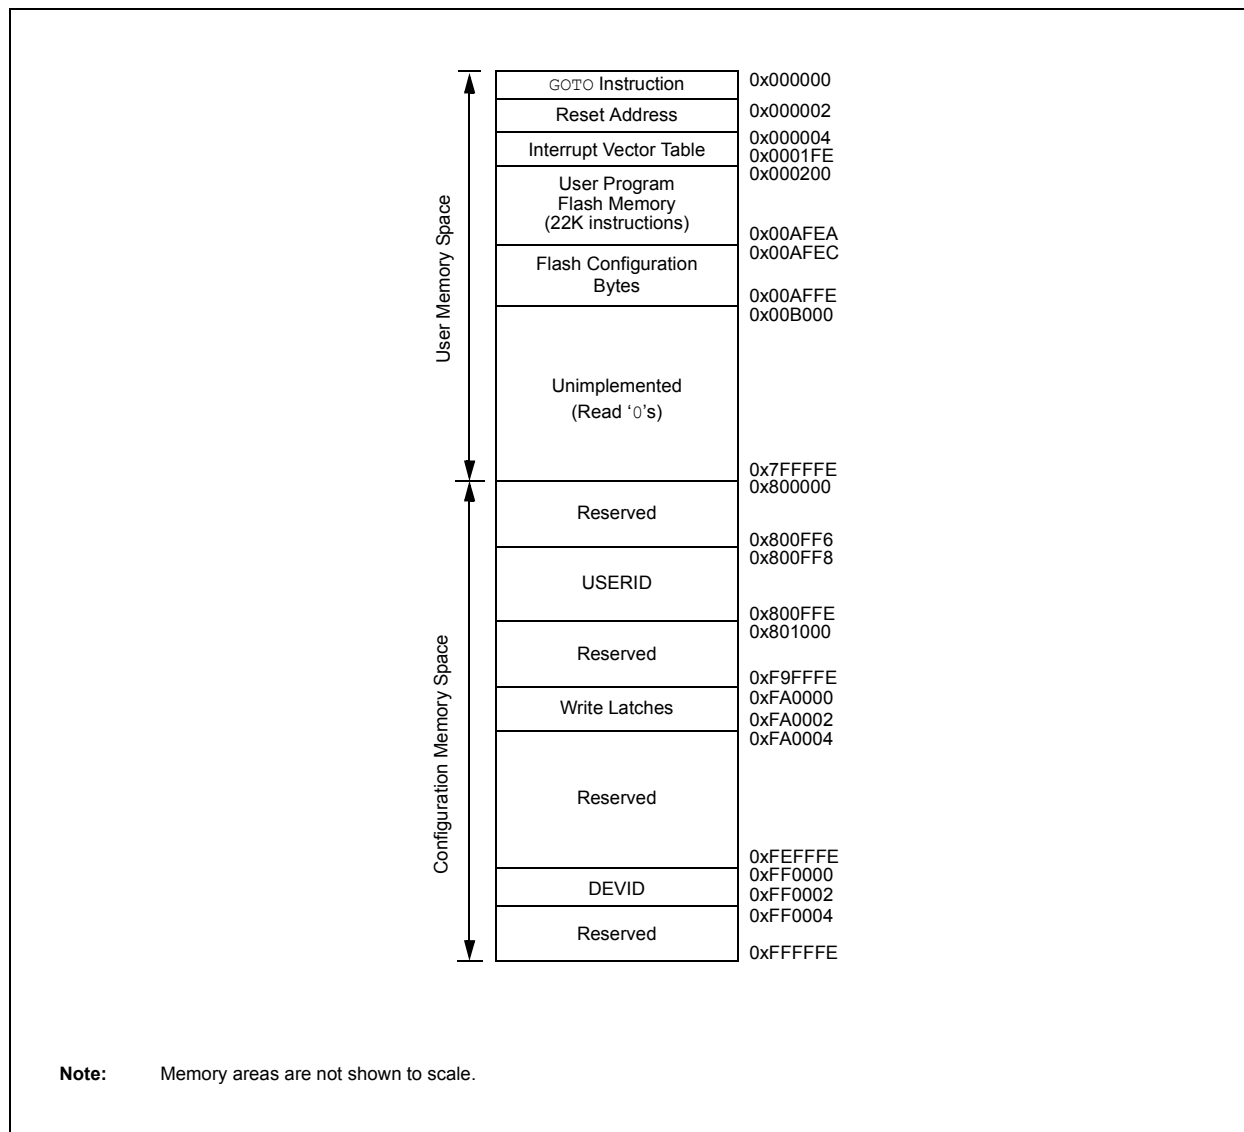 GOTO Instruction
0x000000
Reset Address
0x000002
Interrupt Vector Table
0x000004
0x0001FE
User Program
Flash Memory
(22K instructions)
0x000200
0x00AFEA
Flash Configuration
Bytes
0x00AFEC
0x00AFFE
Unimplemented
(Read ‘0’s)
0x00B000
0x7FFFFE
User Memory Space
Reserved
0x800000
0x800FF6
USERID
0x800FF8
0x800FFE
Reserved
0x801000
0xF9FFFE
Write Latches
0xFA0000
0xFA0002
Reserved
0xFA0004
0xFEFFFE
DEVID
0xFF0000
0xFF0002
Reserved
0xFF0004
0xFFFFFE
Configuration Memory Space
Note: Memory areas are not shown to scale.